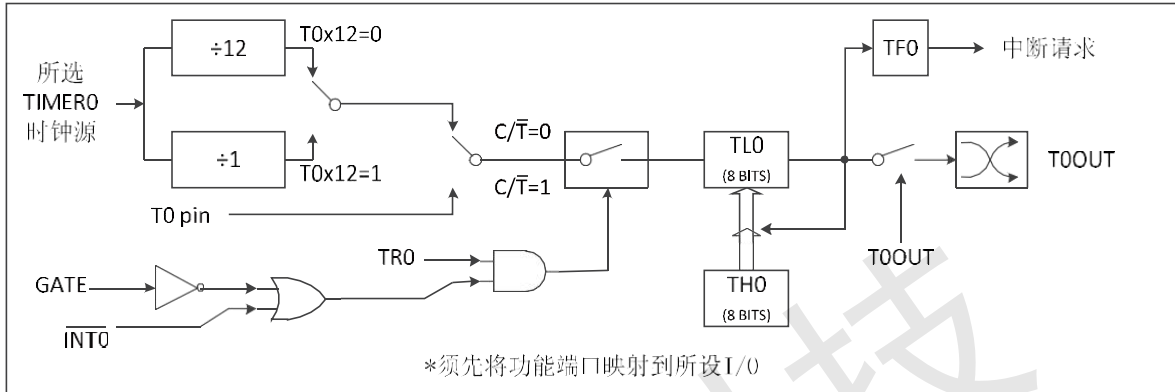 ÷12
T0x12=0
所选
TIMER0
时钟源
÷1
T0x12=1
T0 pin
C/T̅=0
C/T̅=1
TL0
(8 BITS)
TF0
中断请求
T0OUT
T0OUT
TR0
GATE
I̅N̅T̅0̅
TH0
(8 BITS)
*须先将功能端口映射到所设I/O
技